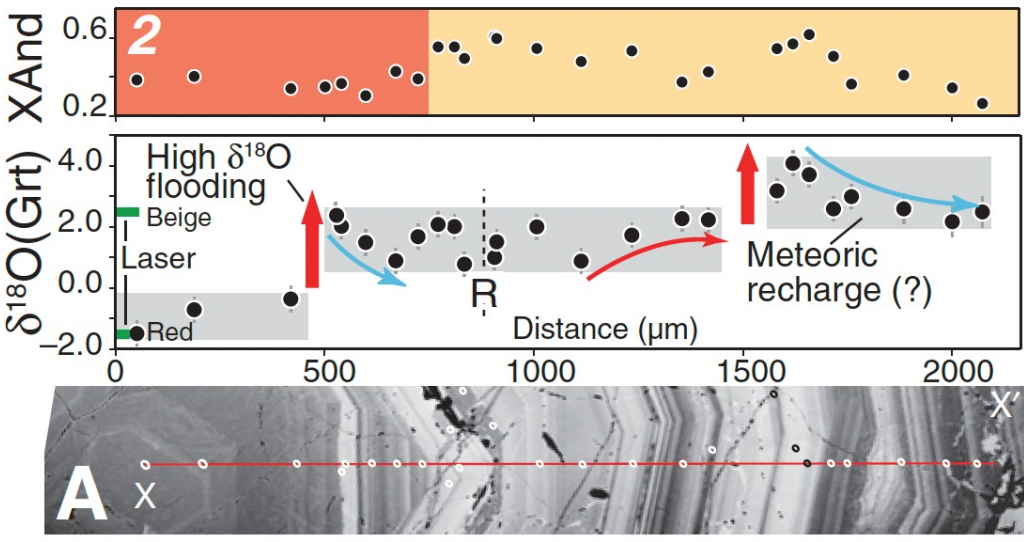 XAnd
0.6
0.2
2
δ¹⁸O(Grt)
4.0
2.0
0.0
–2.0
High δ¹⁸O
flooding
Beige
Laser
Red
R
Distance (µm)
Meteoric
recharge (?)
0
500
1000
1500
2000
A
X
X′